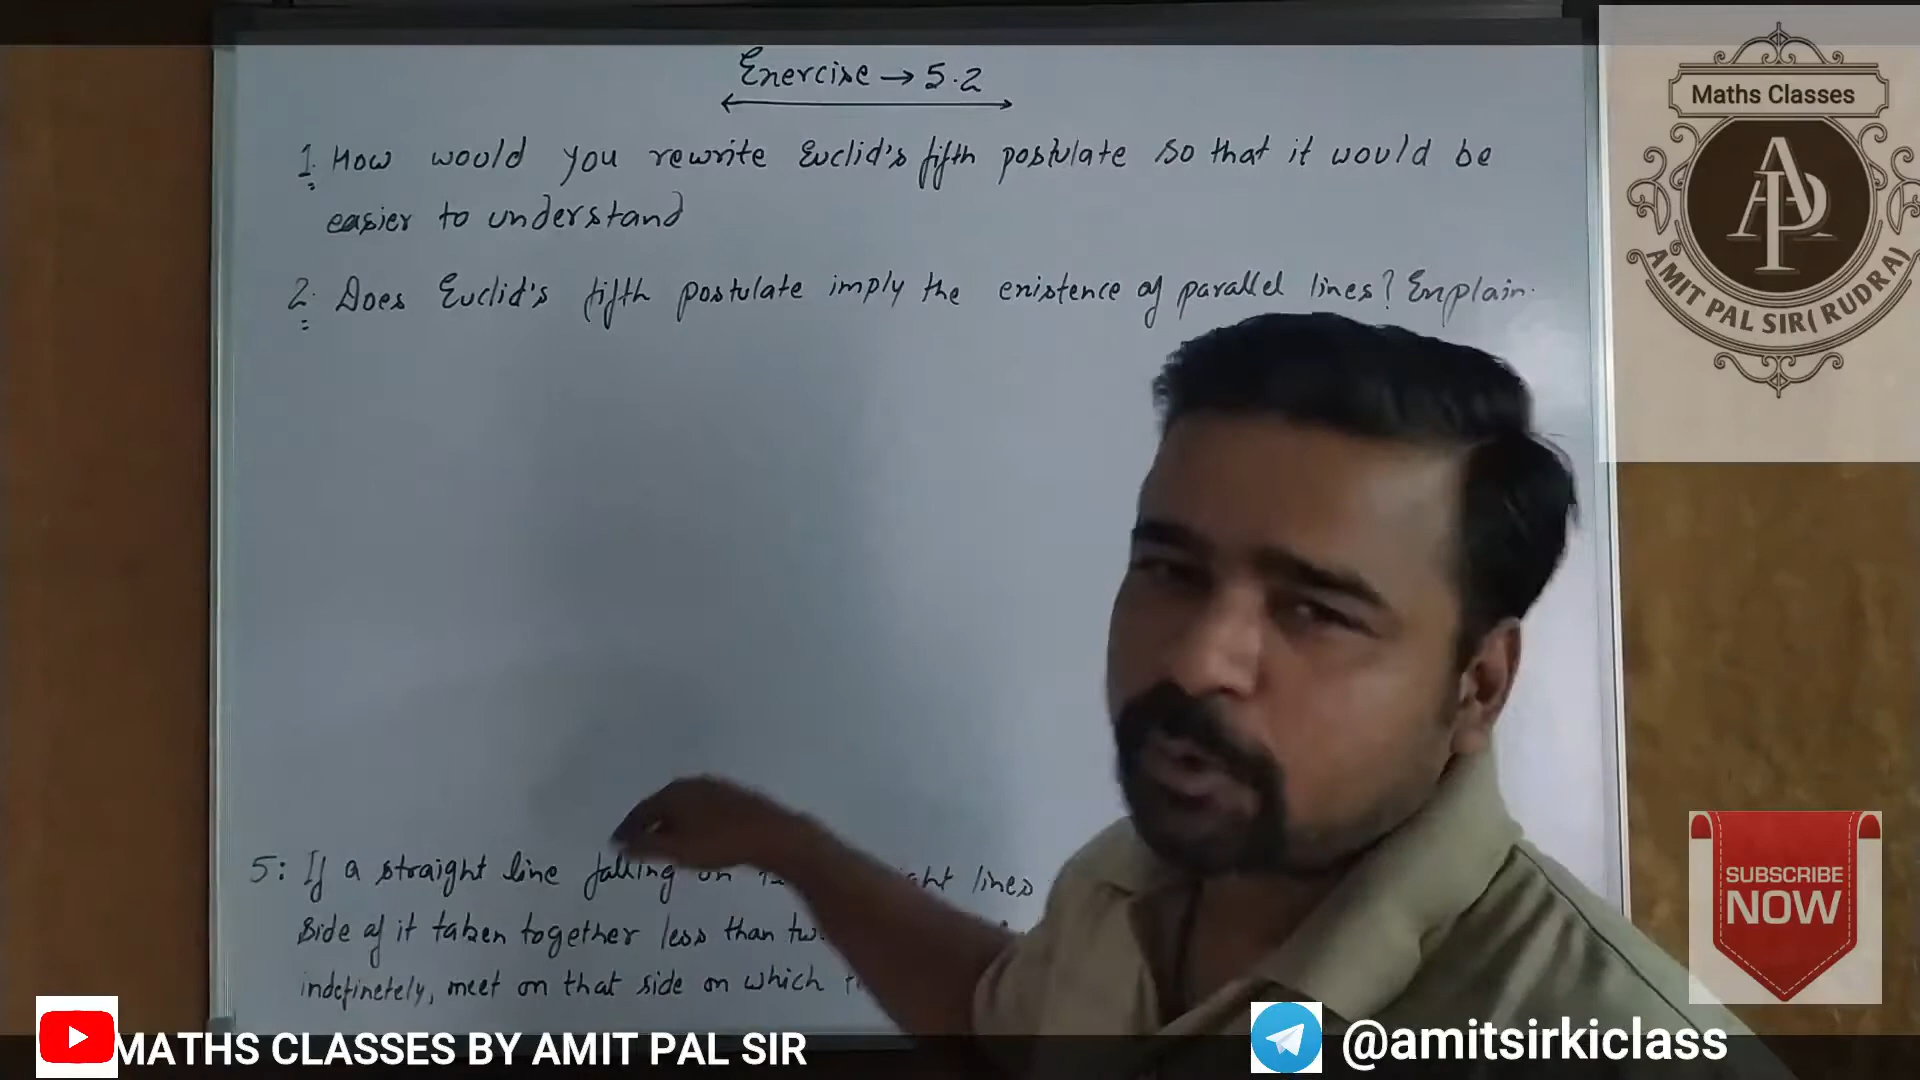 Exercise → 5.2
1. How would you rewrite Euclid's fifth postulate so that it would be
easier to understand
2. Does Euclid's fifth postulate imply the existence of parallel lines? Explain.
5: If a straight line falling on lines
Side of it taken together less than
indefinetely, meet on that side on which
Maths Classes
AP
AMIT PAL SIR( RUDRA)
SUBSCRIBE
NOW
MATHS CLASSES BY AMIT PAL SIR
@amitsirkiclass